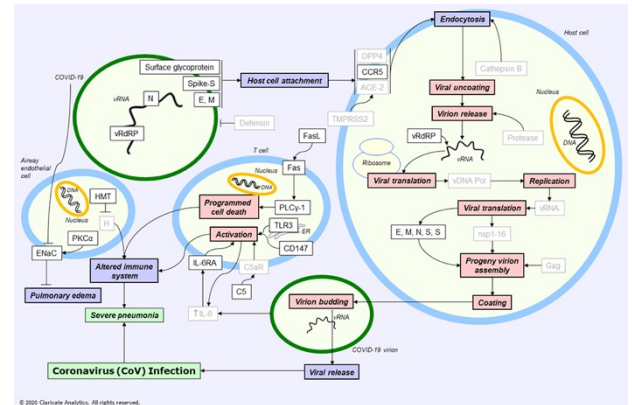 Host cell
DPP4
CCR5
ACE-2
TMPRSS2
Endocytosis
Cathepsin B
Viral uncoating
Virion release
Protease
Nucleus
DNA
vRdRP
vRNA
Ribosome
Viral translation
vDNA Pol
Replication
Viral translation
vRNA
E, M, N, S, S
nsp1-16
Progeny virion
assembly
Gag
Coating
COVID-19
Surface glycoprotein
Spike-S
E, M
N
vRNA
vRdRP
Host cell attachment
Defensin
Airway
endothelial
cell
DNA
Nucleus
HMT
H
PKCα
ENaC
Pulmonary edema
T cell
FasL
Fas
Nucleus
DNA
Programmed
cell death
PLCγ-1
Activation
TLR3
ER
CD147
IL-6RA
C5aR
C5
↑IL-6
Altered immune
system
Severe pneumonia
Virion budding
vRNA
COVID-19 virion
Viral release
Coronavirus (CoV) Infection
© 2020 Clarivate Analytics. All rights reserved.